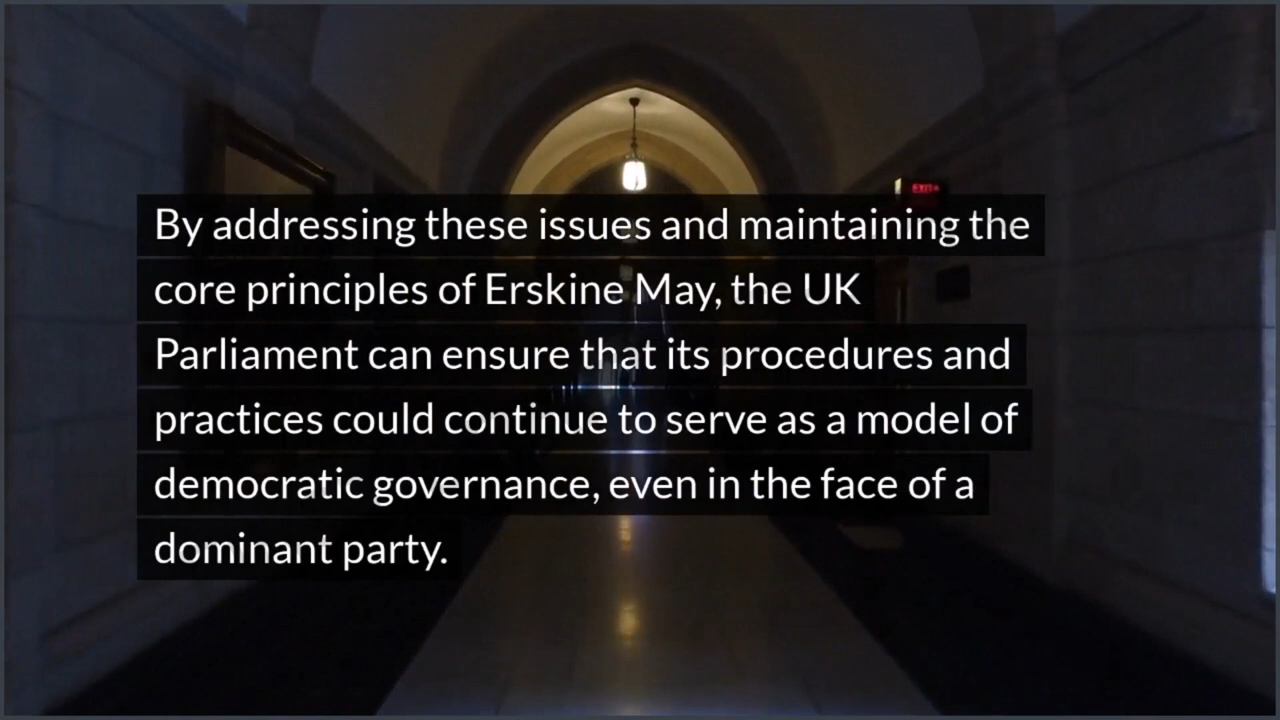 EXIT
By addressing these issues and maintaining the
core principles of Erskine May, the UK
Parliament can ensure that its procedures and
practices could continue to serve as a model of
democratic governance, even in the face of a
dominant party.